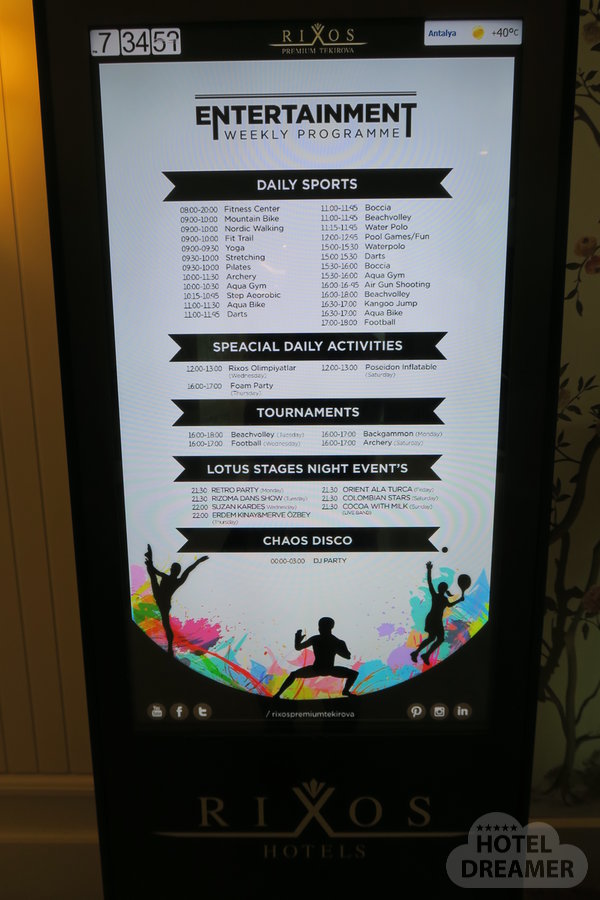 7 34 59
RIXOS
PREMIUM TEKIROVA
Antalya +40°C
ENTERTAINMENT
WEEKLY PROGRAMME
DAILY SPORTS
08:00-20:00 Fitness Center
09:00-10:00 Mountain Bike
09:00-10:00 Nordic Walking
09:00-10:00 Fit Trail
09:00-09:30 Yoga
09:30-10:00 Stretching
09:30-10:00 Pilates
10:00-11:30 Archery
10:00-10:30 Aqua Gym
10:15-10:45 Step Aeorobic
11:00-11:30 Aqua Bike
11:00-11:45 Darts
11:00-11:45 Boccia
11:00-11:45 Beachvolley
11:15-11:45 Water Polo
12:00-12:45 Pool Games/Fun
15:00-15:30 Waterpolo
15:00 15:30 Darts
15:30-16:00 Boccia
15:30-16:00 Aqua Gym
16:00-16:45 Air Gun Shooting
16:00-18:00 Beachvolley
16:30-17:00 Kangoo Jump
16:30-17:00 Aqua Bike
17:00-18:00 Football
SPEACIAL DAILY ACTIVITIES
12:00-13:00 Rixos Olimpiyatlar
(Wednesday)
16:00-17:00 Foam Party
(Thursday)
12:00-13:00 Poseidon Inflatable
(Saturday)
TOURNAMENTS
16:00-18:00 Beachvolley (Tuesday)
16:00-17:00 Football (Wednesday)
16:00-17:00 Backgammon (Monday)
16:00-17:00 Archery (Saturday)
LOTUS STAGES NIGHT EVENT'S
21:30 RETRO PARTY (Monday)
21:30 RIZOMA DANS SHOW (Tuesday)
22:00 SUZAN KARDEŞ (Wednesday)
22:00 ERDEM KINAY&MERVE ÖZBEY
(Thursday)
21:30 ORIENT ALA TURCA (Friday)
21:30 COLOMBIAN STARS (Saturday)
21:30 COCOA WITH MILK (Sunday)
(LIVE BAND)
CHAOS DISCO
00:00-03:00 DJ PARTY
/ rixospremiumtekirova
RIXOS
HOTELS
HOTEL
DREAMER